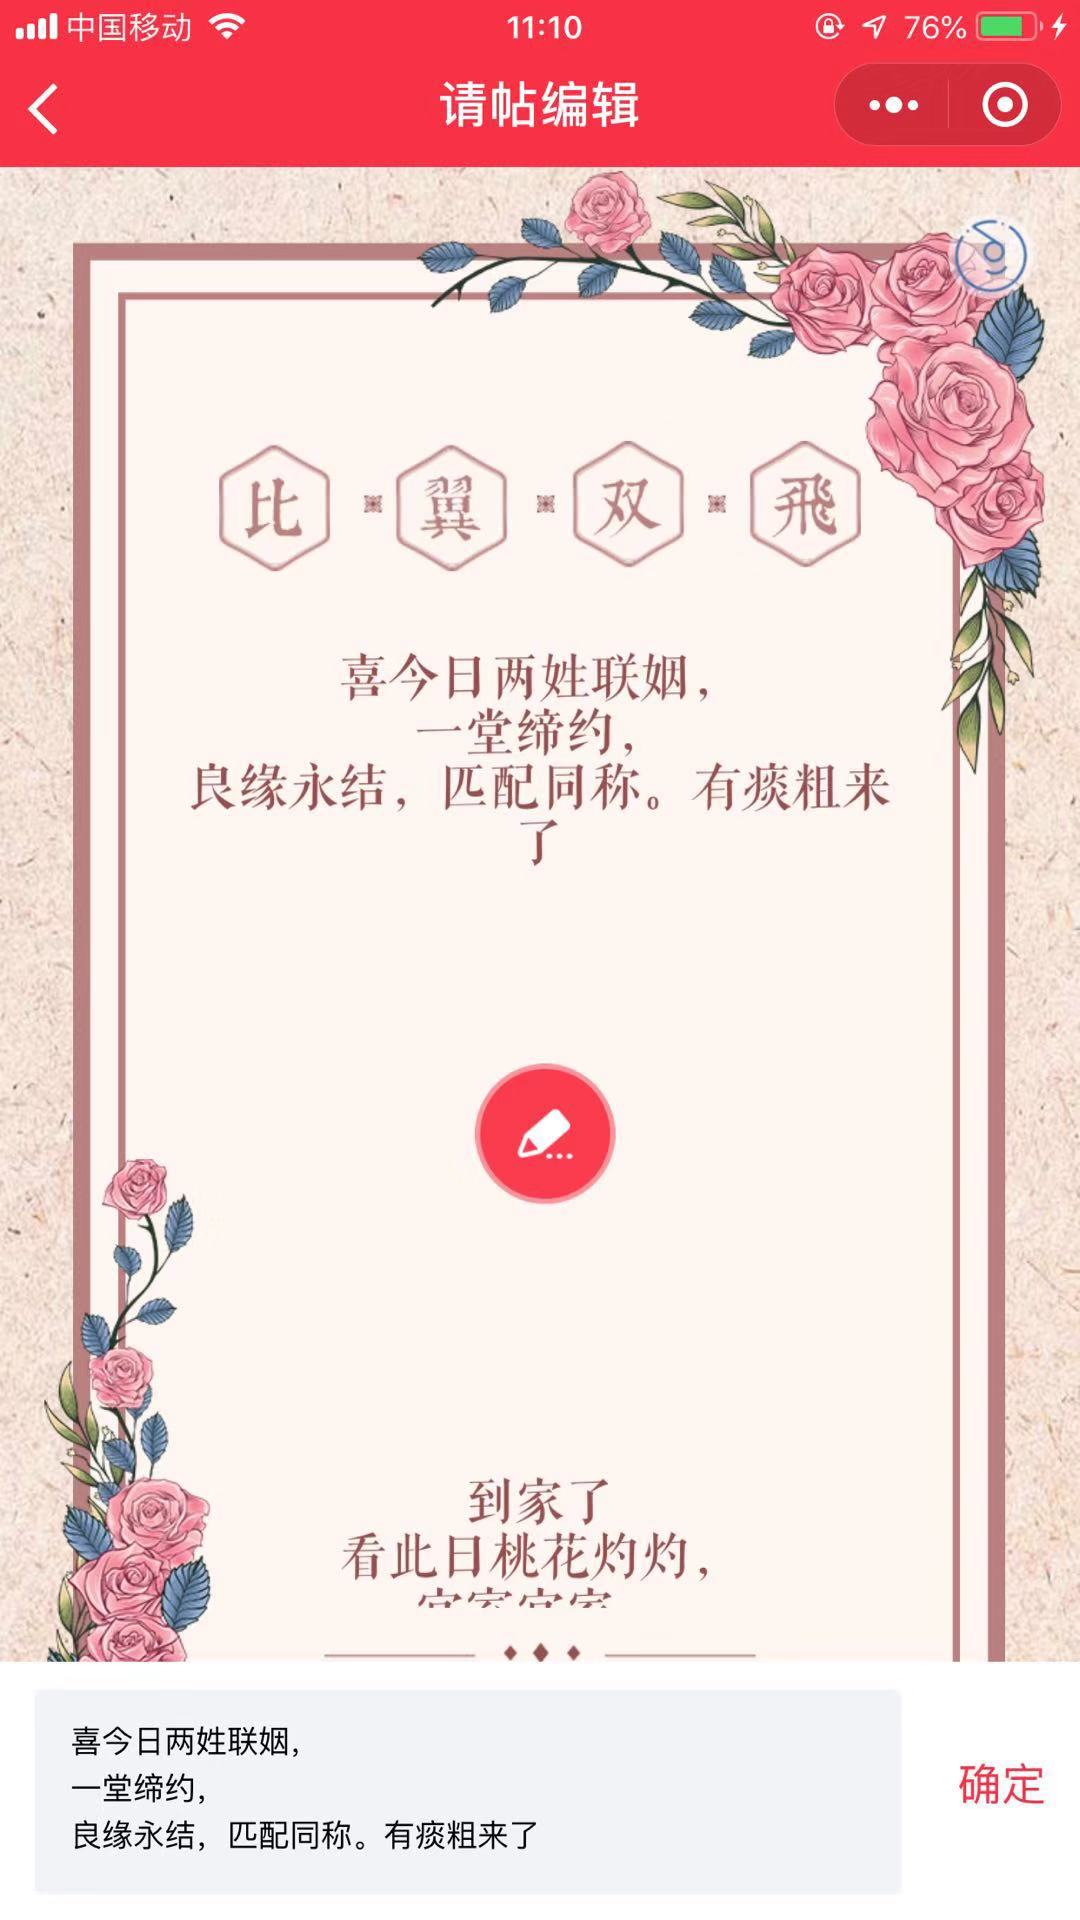 中国移动
11:10
76%
请帖编辑
比翼双飛
喜今日两姓联姻，
一堂缔约，
良缘永结，匹配同称。有痰粗来
了
到家了
看此日桃花灼灼，
喜今日两姓联姻，
一堂缔约，
良缘永结，匹配同称。有痰粗来了
确定